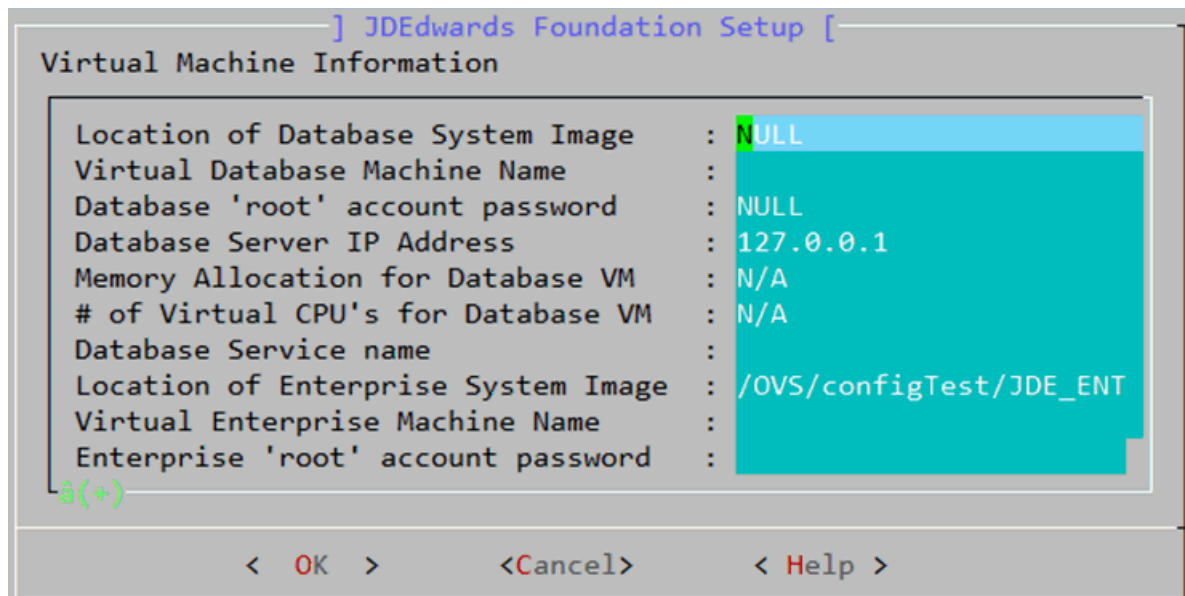 ] JDEdwards Foundation Setup [
Virtual Machine Information
Location of Database System Image : NULL
Virtual Database Machine Name :
Database 'root' account password : NULL
Database Server IP Address : 127.0.0.1
Memory Allocation for Database VM : N/A
# of Virtual CPU's for Database VM : N/A
Database Service name :
Location of Enterprise System Image : /OVS/configTest/JDE_ENT
Virtual Enterprise Machine Name :
Enterprise 'root' account password :
â(+)
< OK > <Cancel> < Help >